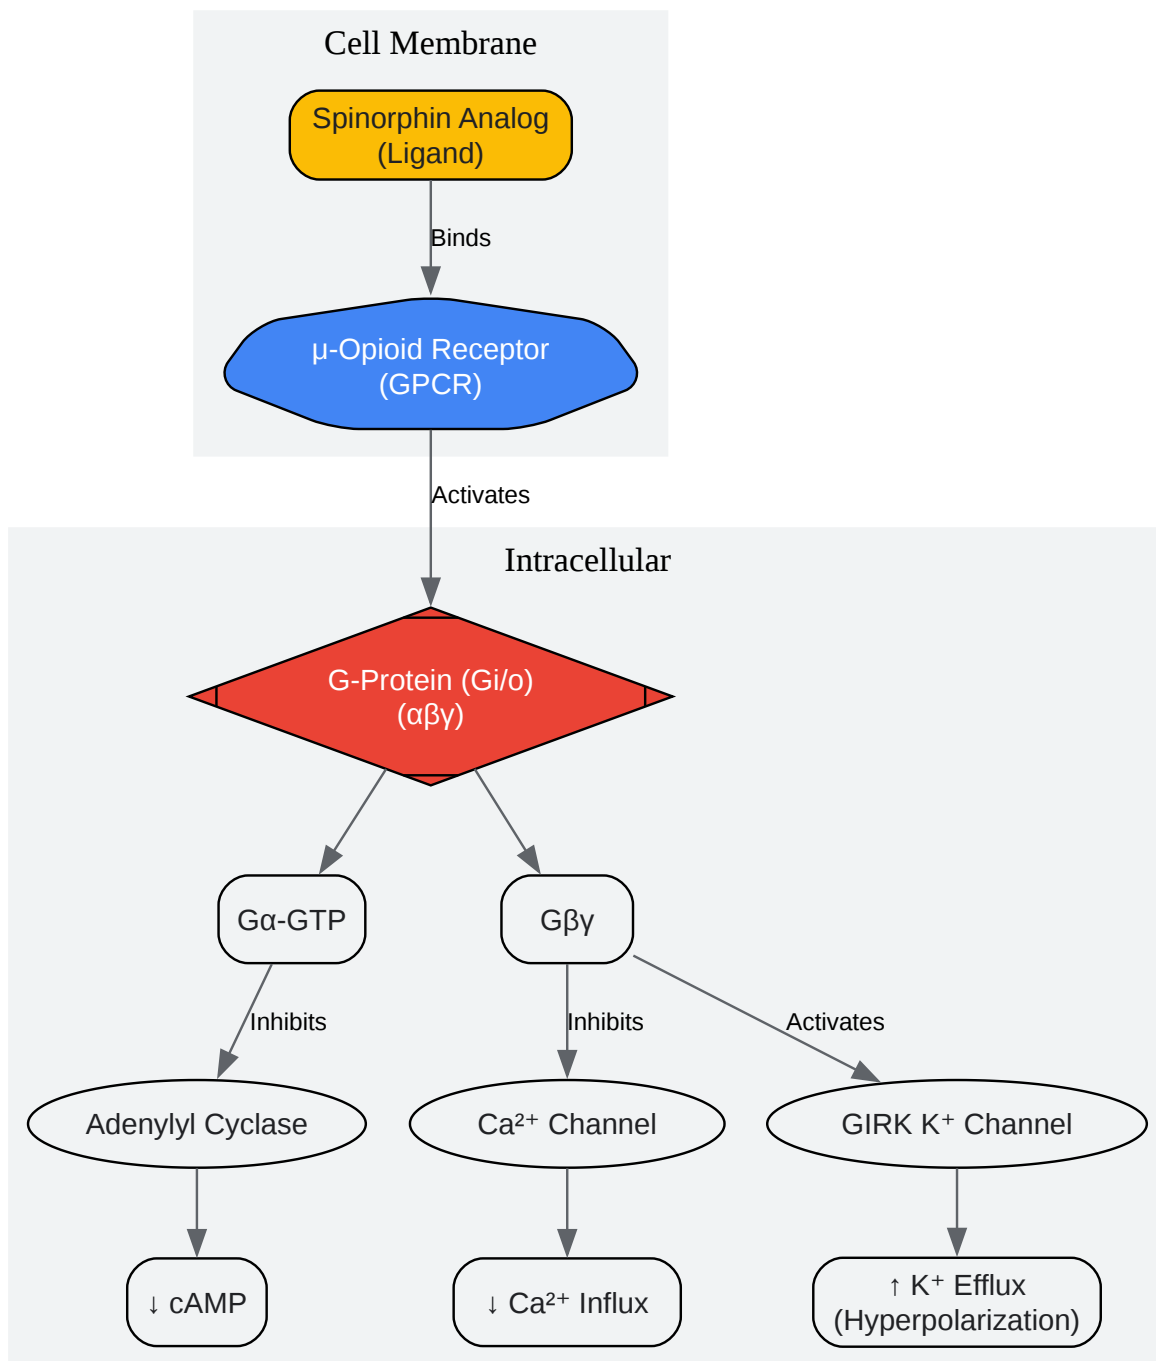 Cell Membrane
Spinorphin Analog
(Ligand)
Binds
μ-Opioid Receptor
(GPCR)
Activates
Intracellular
G-Protein (Gi/o)
(αβγ)
Gα-GTP
Gβγ
Inhibits
Inhibits
Activates
Adenylyl Cyclase
Ca²⁺ Channel
GIRK K⁺ Channel
↓ cAMP
↓ Ca²⁺ Influx
↑ K⁺ Efflux
(Hyperpolarization)